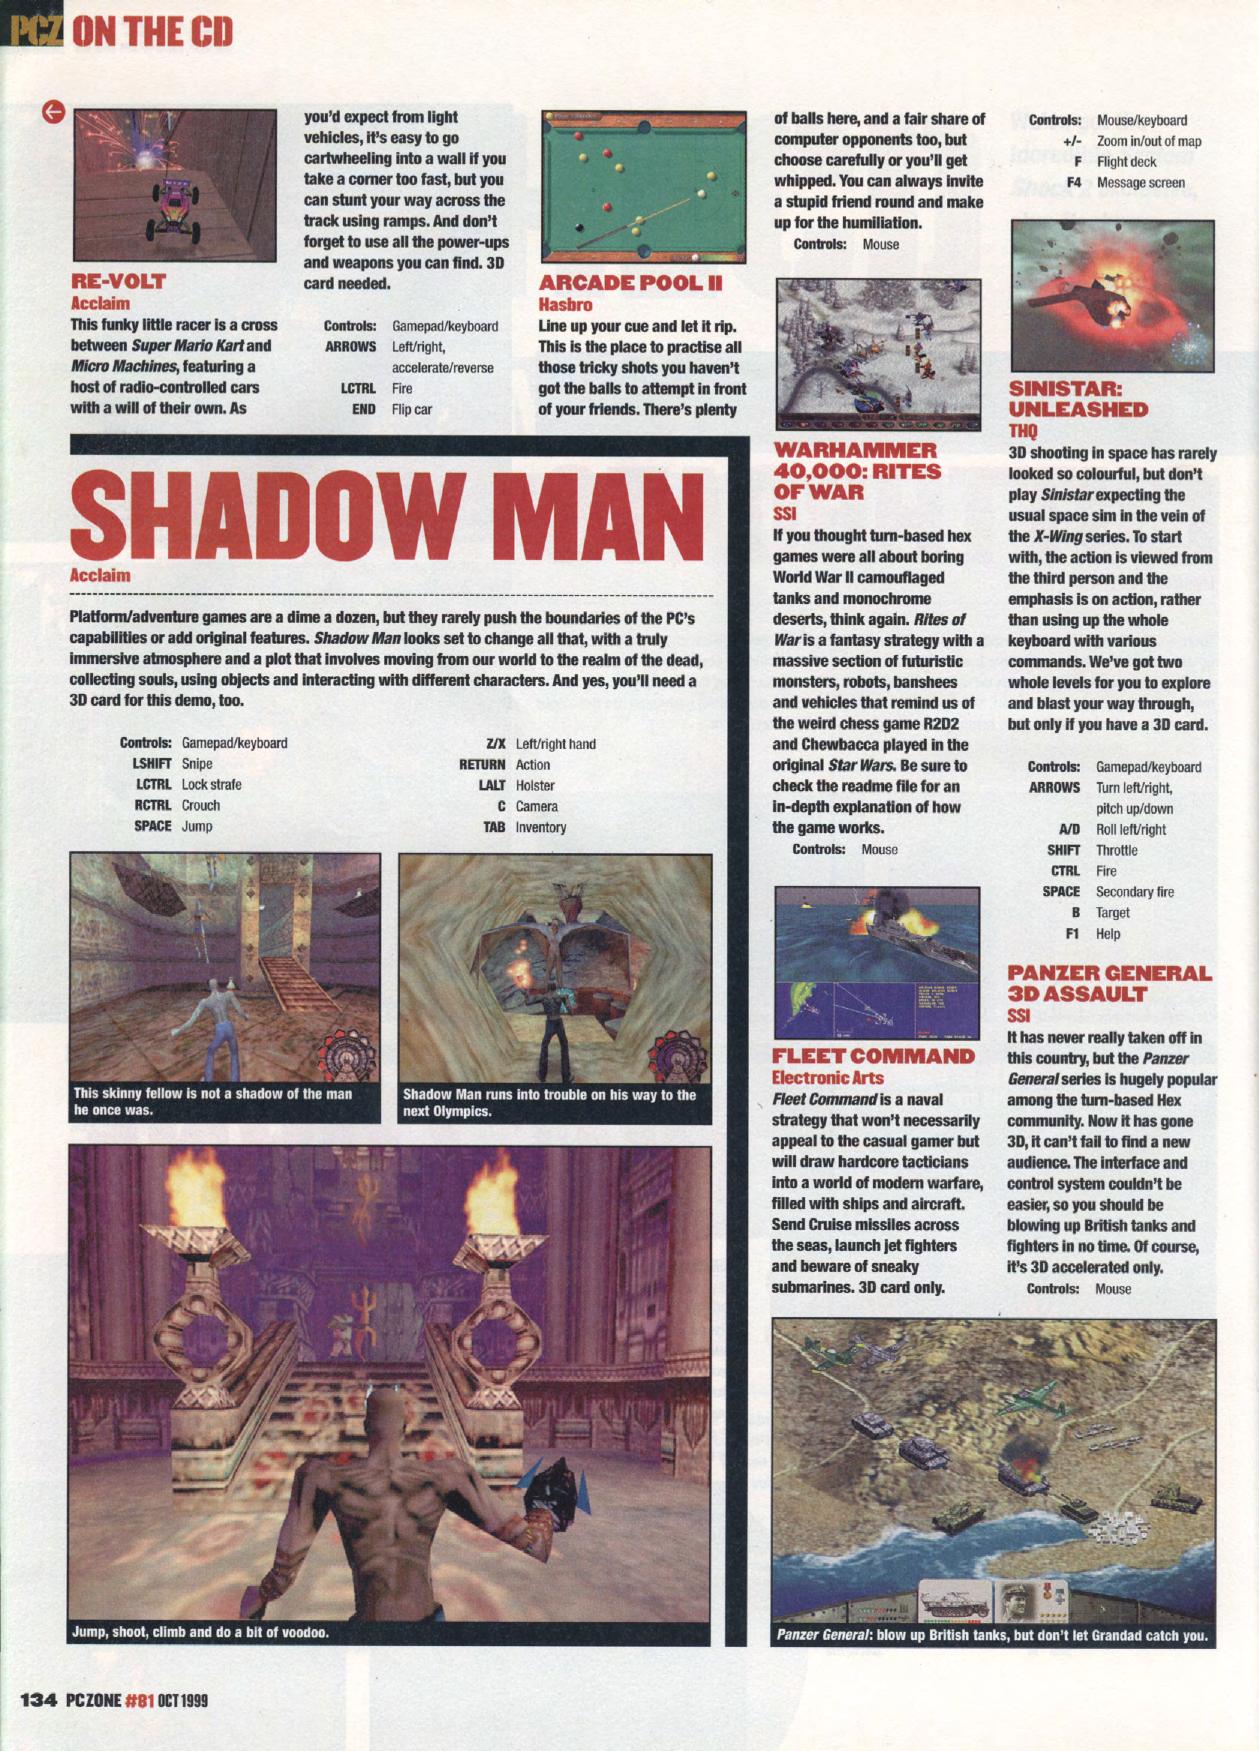 PCZ ON THE CD
RE-VOLT
Acclaim
This funky little racer is a cross
between Super Mario Kart and
Micro Machines, featuring a
host of radio-controlled cars
with a will of their own. As
you'd expect from light
vehicles, it's easy to go
cartwheeling into a wall if you
take a corner too fast, but you
can stunt your way across the
track using ramps. And don't
forget to use all the power-ups
and weapons you can find. 3D
card needed.
Controls: Gamepad/keyboard
ARROWS Left/right,
accelerate/reverse
LCTRL Fire
END Flip car
ARCADE POOL II
Hasbro
Line up your cue and let it rip.
This is the place to practise all
those tricky shots you haven't
got the balls to attempt in front
of your friends. There's plenty
of balls here, and a fair share of
computer opponents too, but
choose carefully or you'll get
whipped. You can always invite
a stupid friend round and make
up for the humiliation.
Controls: Mouse
SHADOW MAN
Acclaim
Platform/adventure games are a dime a dozen, but they rarely push the boundaries of the PC's
capabilities or add original features. Shadow Man looks set to change all that, with a truly
immersive atmosphere and a plot that involves moving from our world to the realm of the dead,
collecting souls, using objects and interacting with different characters. And yes, you'll need a
3D card for this demo, too.
Controls: Gamepad/keyboard
LSHIFT Snipe
LCTRL Lock strafe
RCTRL Crouch
SPACE Jump
Z/X Left/right hand
RETURN Action
LALT Holster
C Camera
TAB Inventory
This skinny fellow is not a shadow of the man
he once was.
Shadow Man runs into trouble on his way to the
next Olympics.
Jump, shoot, climb and do a bit of voodoo.
WARHAMMER
40,000: RITES
OF WAR
SSI
If you thought turn-based hex
games were all about boring
World War II camouflaged
tanks and monochrome
deserts, think again. Rites of
War is a fantasy strategy with a
massive section of futuristic
monsters, robots, banshees
and vehicles that remind us of
the weird chess game R2D2
and Chewbacca played in the
original Star Wars. Be sure to
check the readme file for an
in-depth explanation of how
the game works.
Controls: Mouse
FLEET COMMAND
Electronic Arts
Fleet Command is a naval
strategy that won't necessarily
appeal to the casual gamer but
will draw hardcore tacticians
into a world of modern warfare,
filled with ships and aircraft.
Send Cruise missiles across
the seas, launch jet fighters
and beware of sneaky
submarines. 3D card only.
Controls: Mouse/keyboard
+/- Zoom in/out of map
F Flight deck
F4 Message screen
SINISTAR:
UNLEASHED
THQ
3D shooting in space has rarely
looked so colourful, but don't
play Sinistar expecting the
usual space sim in the vein of
the X-Wing series. To start
with, the action is viewed from
the third person and the
emphasis is on action, rather
than using up the whole
keyboard with various
commands. We've got two
whole levels for you to explore
and blast your way through,
but only if you have a 3D card.
Controls: Gamepad/keyboard
ARROWS Turn left/right,
pitch up/down
A/D Roll left/right
SHIFT Throttle
CTRL Fire
SPACE Secondary fire
B Target
F1 Help
PANZER GENERAL
3D ASSAULT
SSI
It has never really taken off in
this country, but the Panzer
General series is hugely popular
among the turn-based Hex
community. Now it has gone
3D, it can't fail to find a new
audience. The interface and
control system couldn't be
easier, so you should be
blowing up British tanks and
fighters in no time. Of course,
it's 3D accelerated only.
Controls: Mouse
Panzer General: blow up British tanks, but don't let Grandad catch you.
134 PCZONE #81 OCT 1999